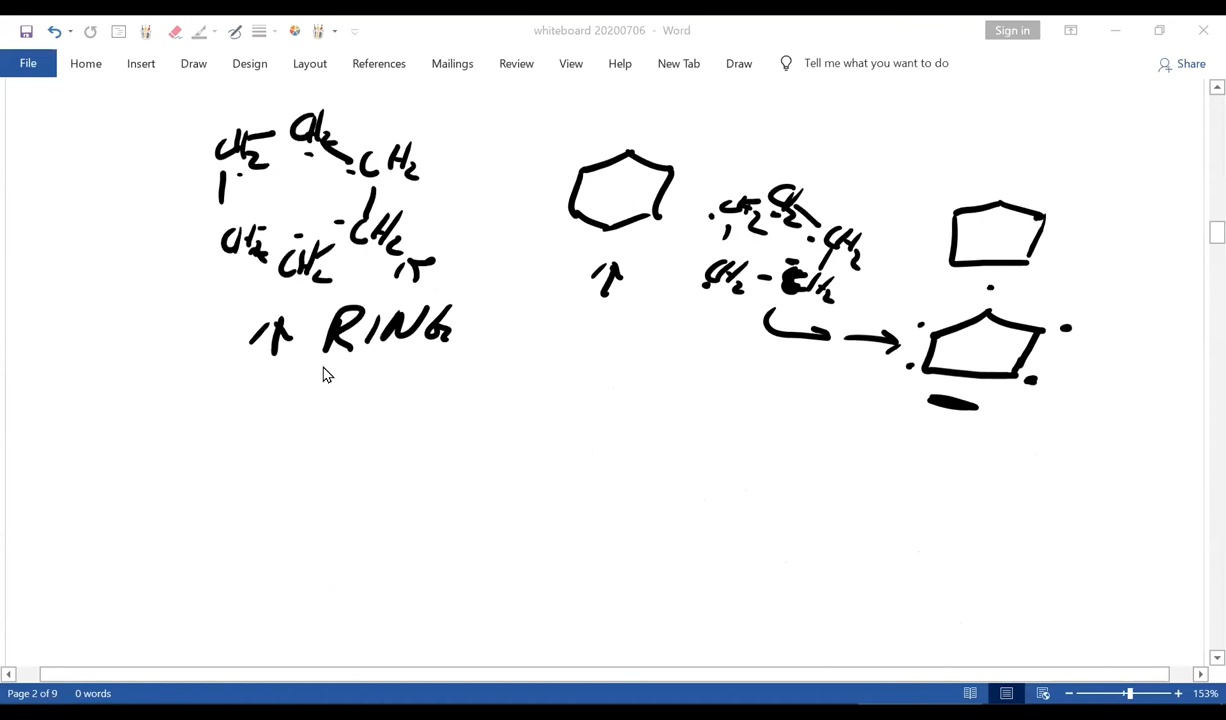 whiteboard 20200706 - Word
Sign in
File Home Insert Draw Design Layout References Mailings Review View Help New Tab Draw Tell me what you want to do Share
CH2 CH2 CH2
CH2 CH2 CH2
CH2 CH2 CH2
CH2 CH2
RING
Page 2 of 9 0 words 153%